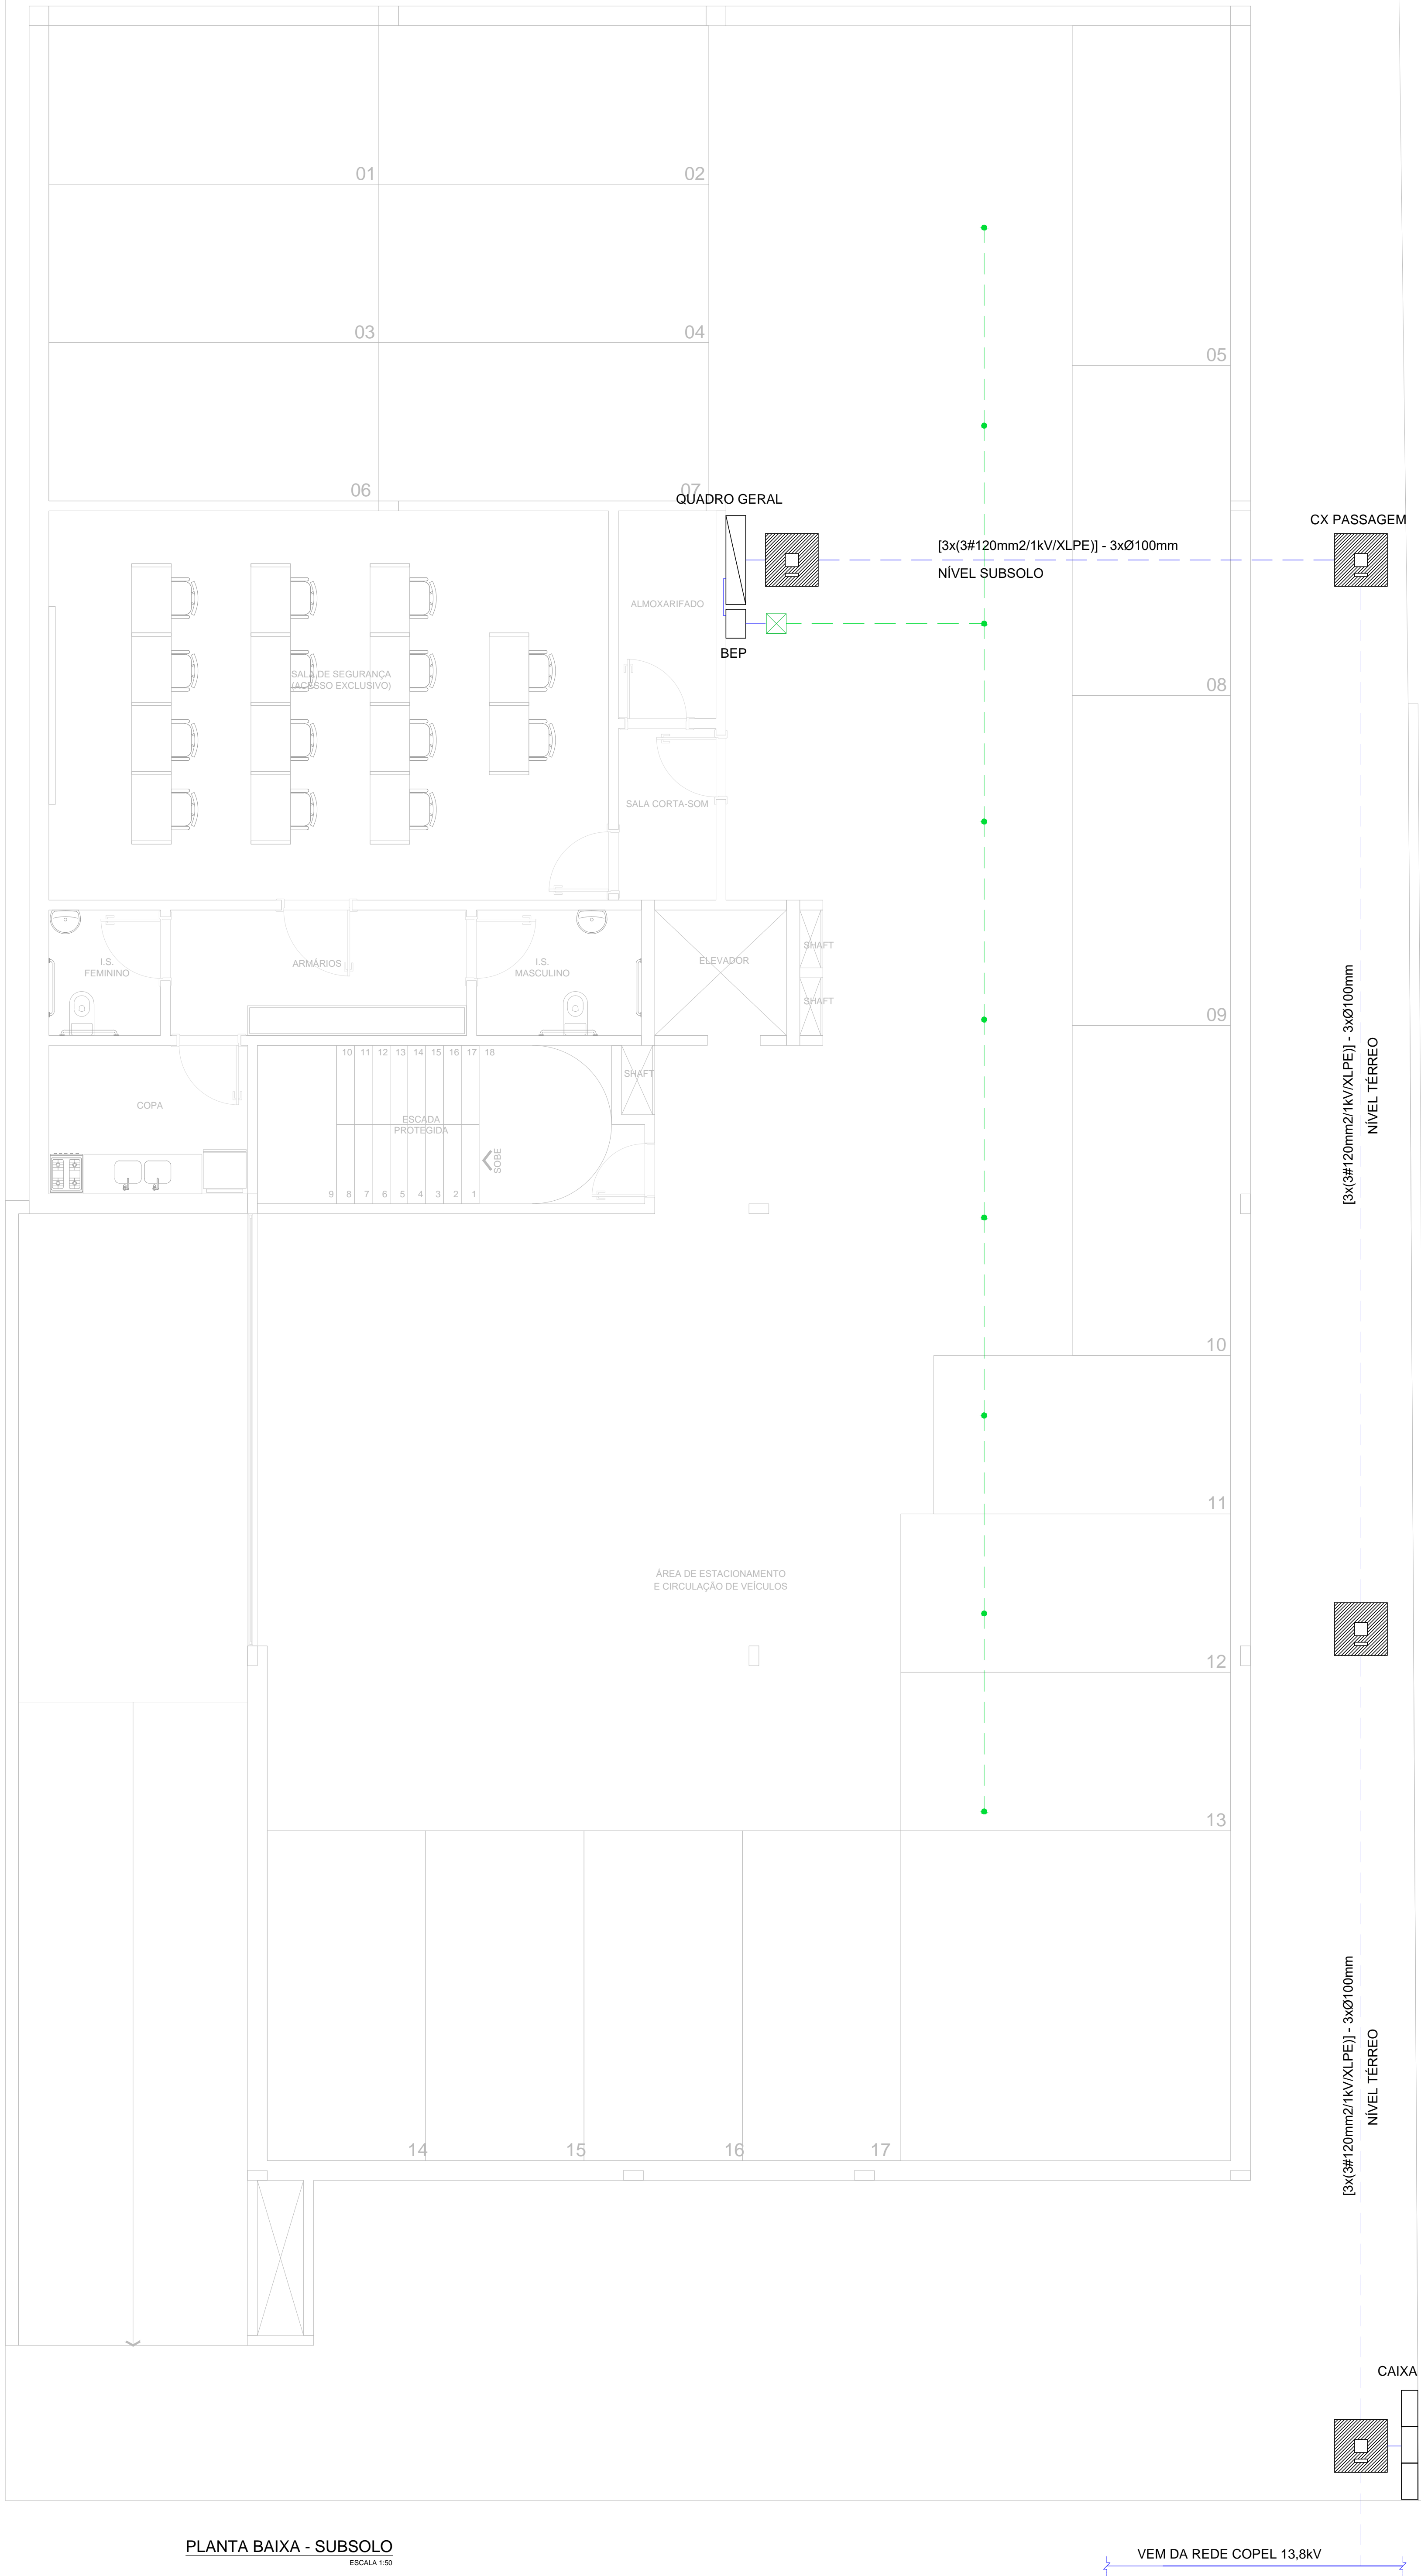 01
02
03
04
05
06
07
QUADRO GERAL
CX PASSAGEM
[3x(3#120mm2/1kV/XLPE)] - 3xØ100mm
NÍVEL SUBSOLO
ALMOXARIFADO
BEP
SALA DE SEGURANÇA
(ACESSO EXCLUSIVO)
08
SALA CORTA-SOM
I.S.
FEMININO
ARMÁRIOS
I.S.
MASCULINO
ELEVADOR
SHAFT
SHAFT
09
[3x(3#120mm2/1kV/XLPE)] - 3xØ100mm
NÍVEL TÉRREO
10 11 12 13 14 15 16 17 18
SHAFT
COPA
ESCADA
PROTEGIDA
SOBE
9 8 7 6 5 4 3 2 1
10
11
ÁREA DE ESTACIONAMENTO
E CIRCULAÇÃO DE VEÍCULOS
12
13
[3x(3#120mm2/1kV/XLPE)] - 3xØ100mm
NÍVEL TÉRREO
14
15
16
17
CAIXA
PLANTA BAIXA - SUBSOLO
ESCALA 1:50
VEM DA REDE COPEL 13,8kV